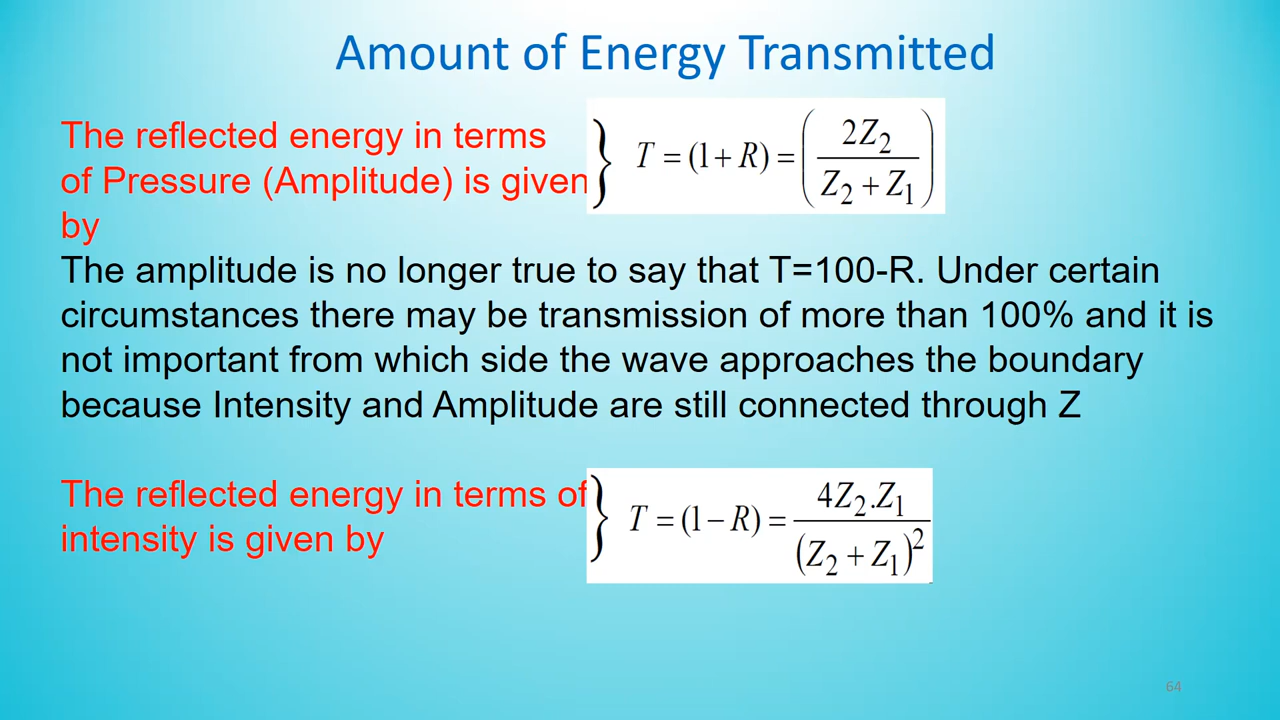 Amount of Energy Transmitted
The reflected energy in terms
of Pressure (Amplitude) is given
by
} T = (1 + R) = ( 2Z₂ / Z₂ + Z₁ )
The amplitude is no longer true to say that T=100-R. Under certain
circumstances there may be transmission of more than 100% and it is
not important from which side the wave approaches the boundary
because Intensity and Amplitude are still connected through Z
The reflected energy in terms of
intensity is given by
} T = (1 − R) = 4Z₂.Z₁ / (Z₂ + Z₁)²
64